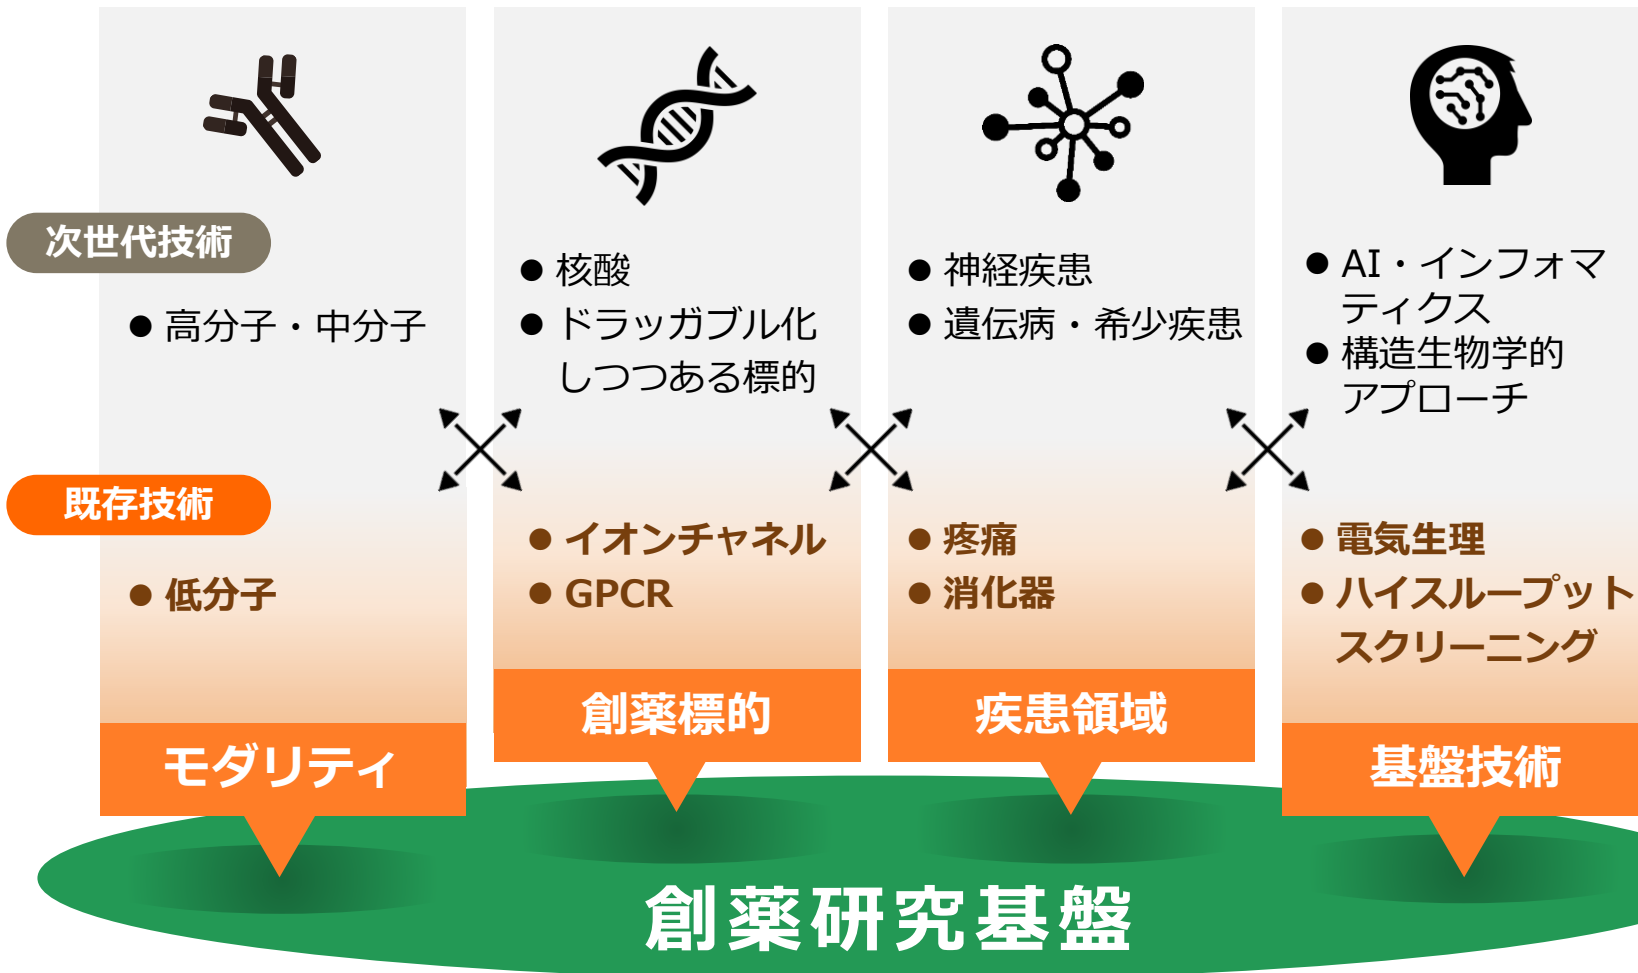 次世代技術
● 高分子・中分子
● 核酸
● ドラッガブル化
しつつある標的
● 神経疾患
● 遺伝病・希少疾患
● AI・インフォマ
ティクス
● 構造生物学的
アプローチ
既存技術
● 低分子
● イオンチャネル
● GPCR
● 疼痛
● 消化器
● 電気生理
● ハイスループット
スクリーニング
モダリティ
創薬標的
疾患領域
基盤技術
創薬研究基盤